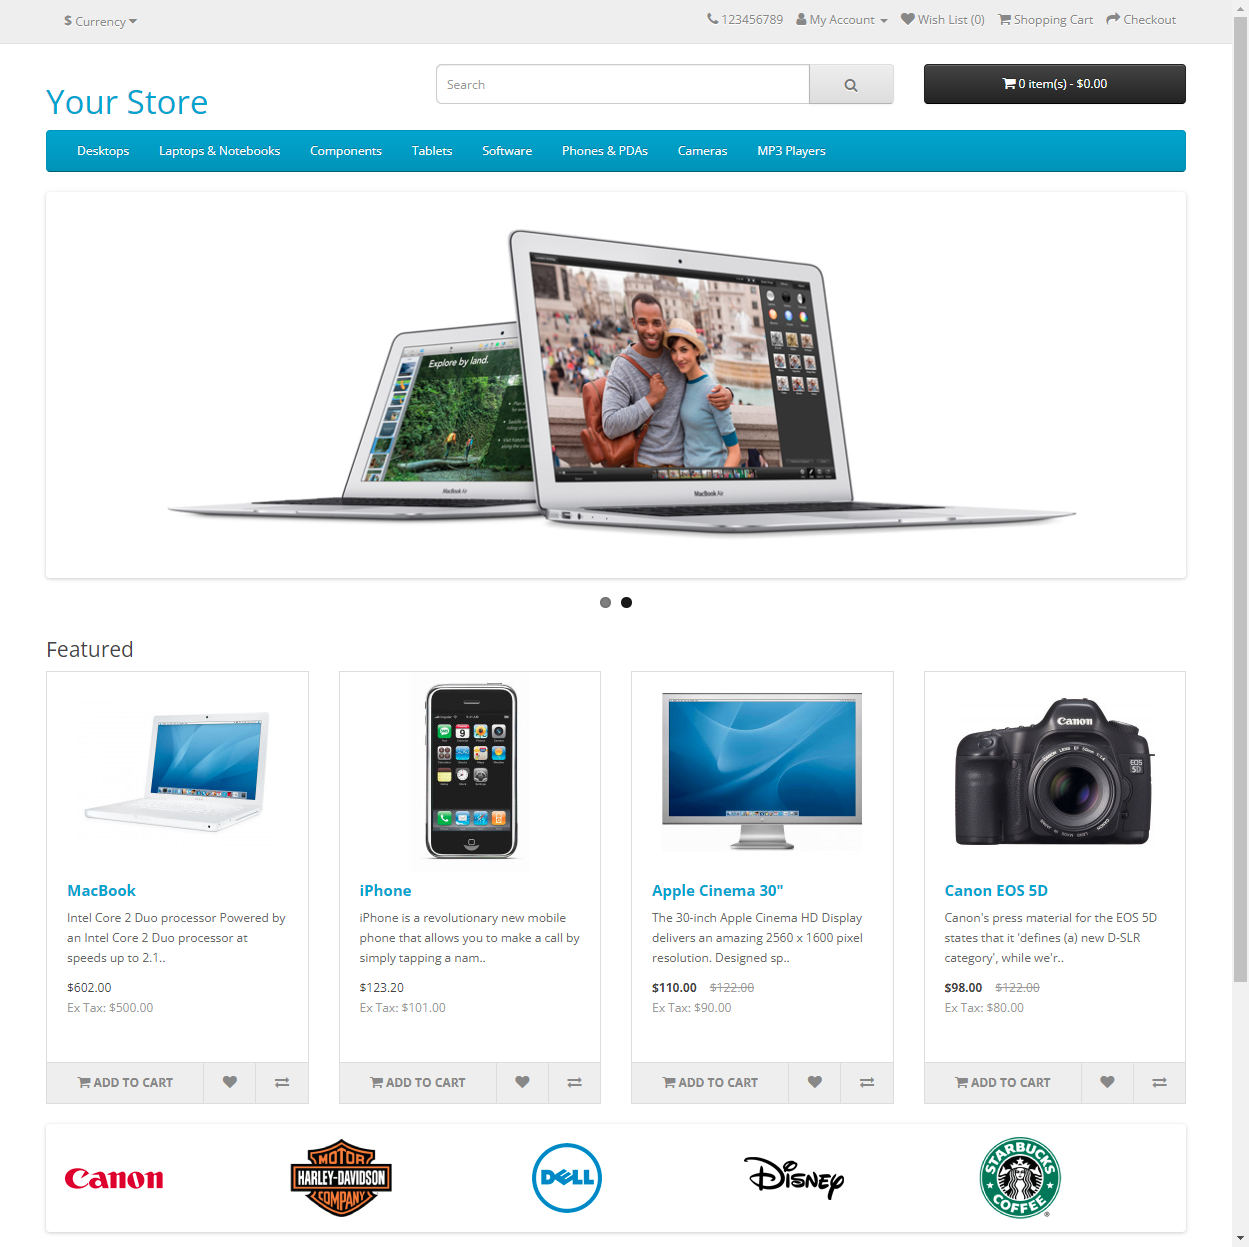 $ Currency
123456789 My Account Wish List (0) Shopping Cart Checkout
Your Store
Search
0 item(s) - $0.00
Desktops Laptops & Notebooks Components Tablets Software Phones & PDAs Cameras MP3 Players
Explore by land.
MacBook Air
MacBook Air
Featured
Canon
EOS
5D
MacBook
Intel Core 2 Duo processor Powered by
an Intel Core 2 Duo processor at
speeds up to 2.1..
$602.00
Ex Tax: $500.00
ADD TO CART
iPhone
iPhone is a revolutionary new mobile
phone that allows you to make a call by
simply tapping a nam..
$123.20
Ex Tax: $101.00
ADD TO CART
Apple Cinema 30"
The 30-inch Apple Cinema HD Display
delivers an amazing 2560 x 1600 pixel
resolution. Designed sp..
$110.00 $122.00
Ex Tax: $90.00
ADD TO CART
Canon EOS 5D
Canon's press material for the EOS 5D
states that it 'defines (a) new D-SLR
category', while we'r..
$98.00 $122.00
Ex Tax: $80.00
ADD TO CART
Canon
MOTOR
HARLEY-DAVIDSON
COMPANY
DELL
Disney
STARBUCKS
COFFEE